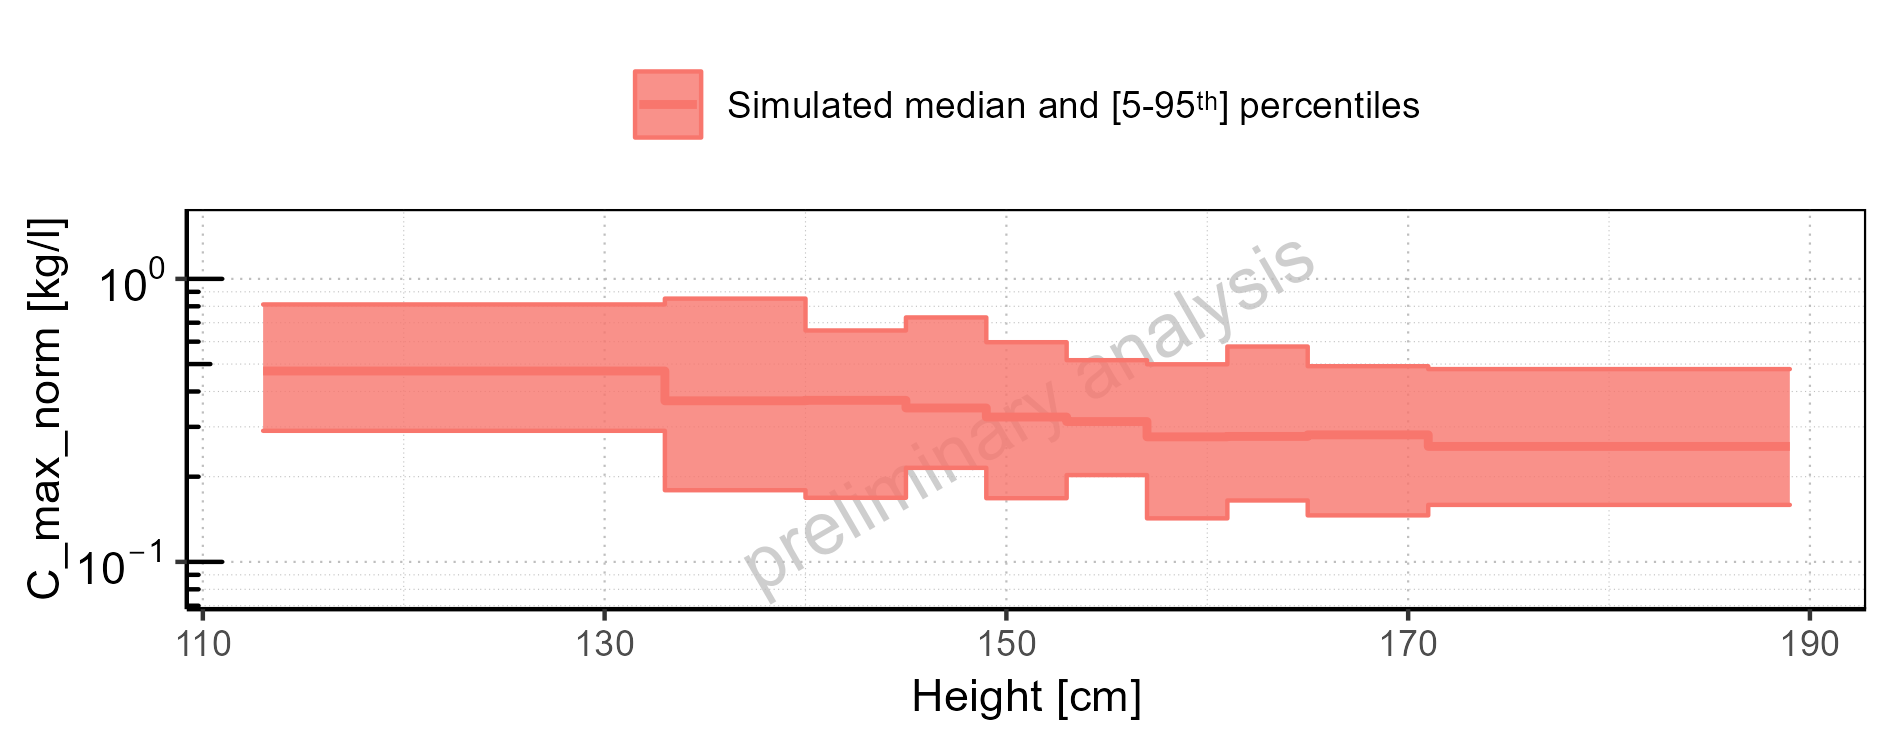 Simulated median and [5-95th] percentiles
C_max_norm [kg/l]
10^0
10^-1
preliminary analysis
110 130 150 170 190
Height [cm]